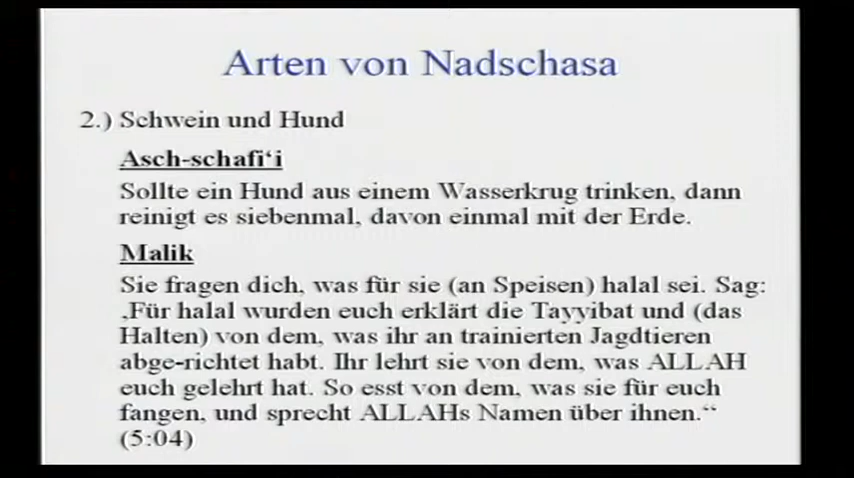 Arten von Nadschasa
2.) Schwein und Hund
Asch-schafi‘i
Sollte ein Hund aus einem Wasserkrug trinken, dann
reinigt es siebenmal, davon einmal mit der Erde.
Malik
Sie fragen dich, was für sie (an Speisen) halal sei. Sag:
‚Für halal wurden euch erklärt die Tayyibat und (das
Halten) von dem, was ihr an trainierten Jagdtieren
abge-richtet habt. Ihr lehrt sie von dem, was ALLAH
euch gelehrt hat. So esst von dem, was sie für euch
fangen, und sprecht ALLAHs Namen über ihnen.“
(5:04)